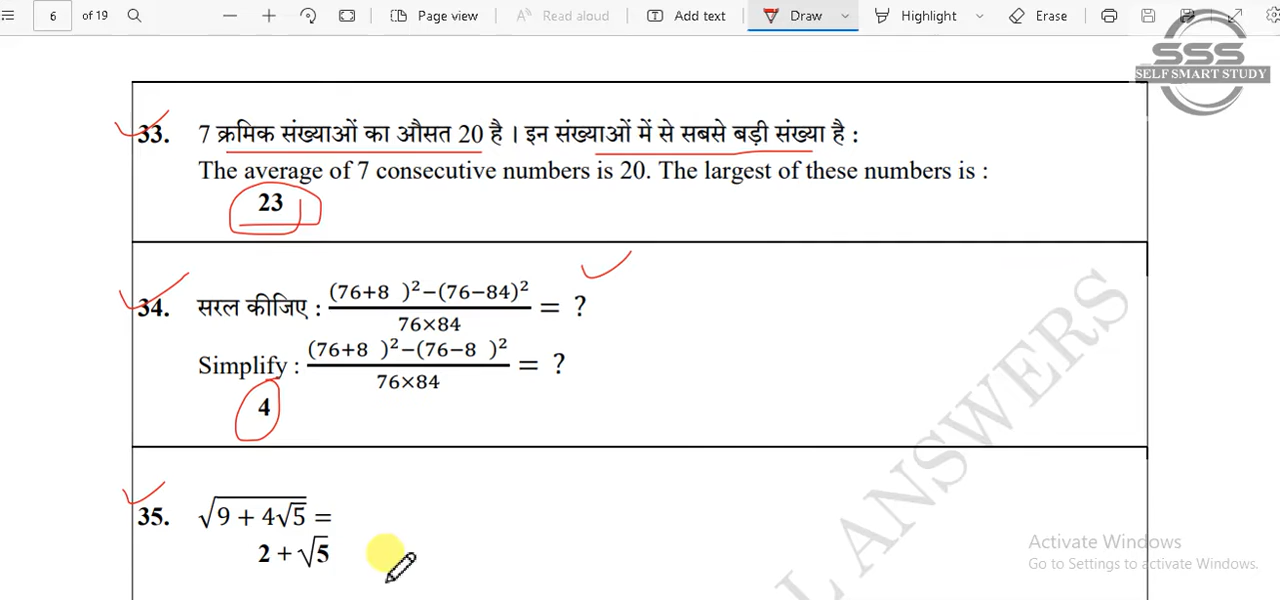 6 of 19 Page view Read aloud Add text Draw Highlight Erase
SSS
SELF SMART STUDY
33. 7 क्रमिक संख्याओं का औसत 20 है । इन संख्याओं में से सबसे बड़ी संख्या है :
The average of 7 consecutive numbers is 20. The largest of these numbers is :
23
34. सरल कीजिए : (76+8 )²−(76−84)² / 76×84 = ?
Simplify : (76+8 )²−(76−8 )² / 76×84 = ?
4
35. √(9 + 4√5) =
2 + √5
ANSWERS
Activate Windows
Go to Settings to activate Windows.